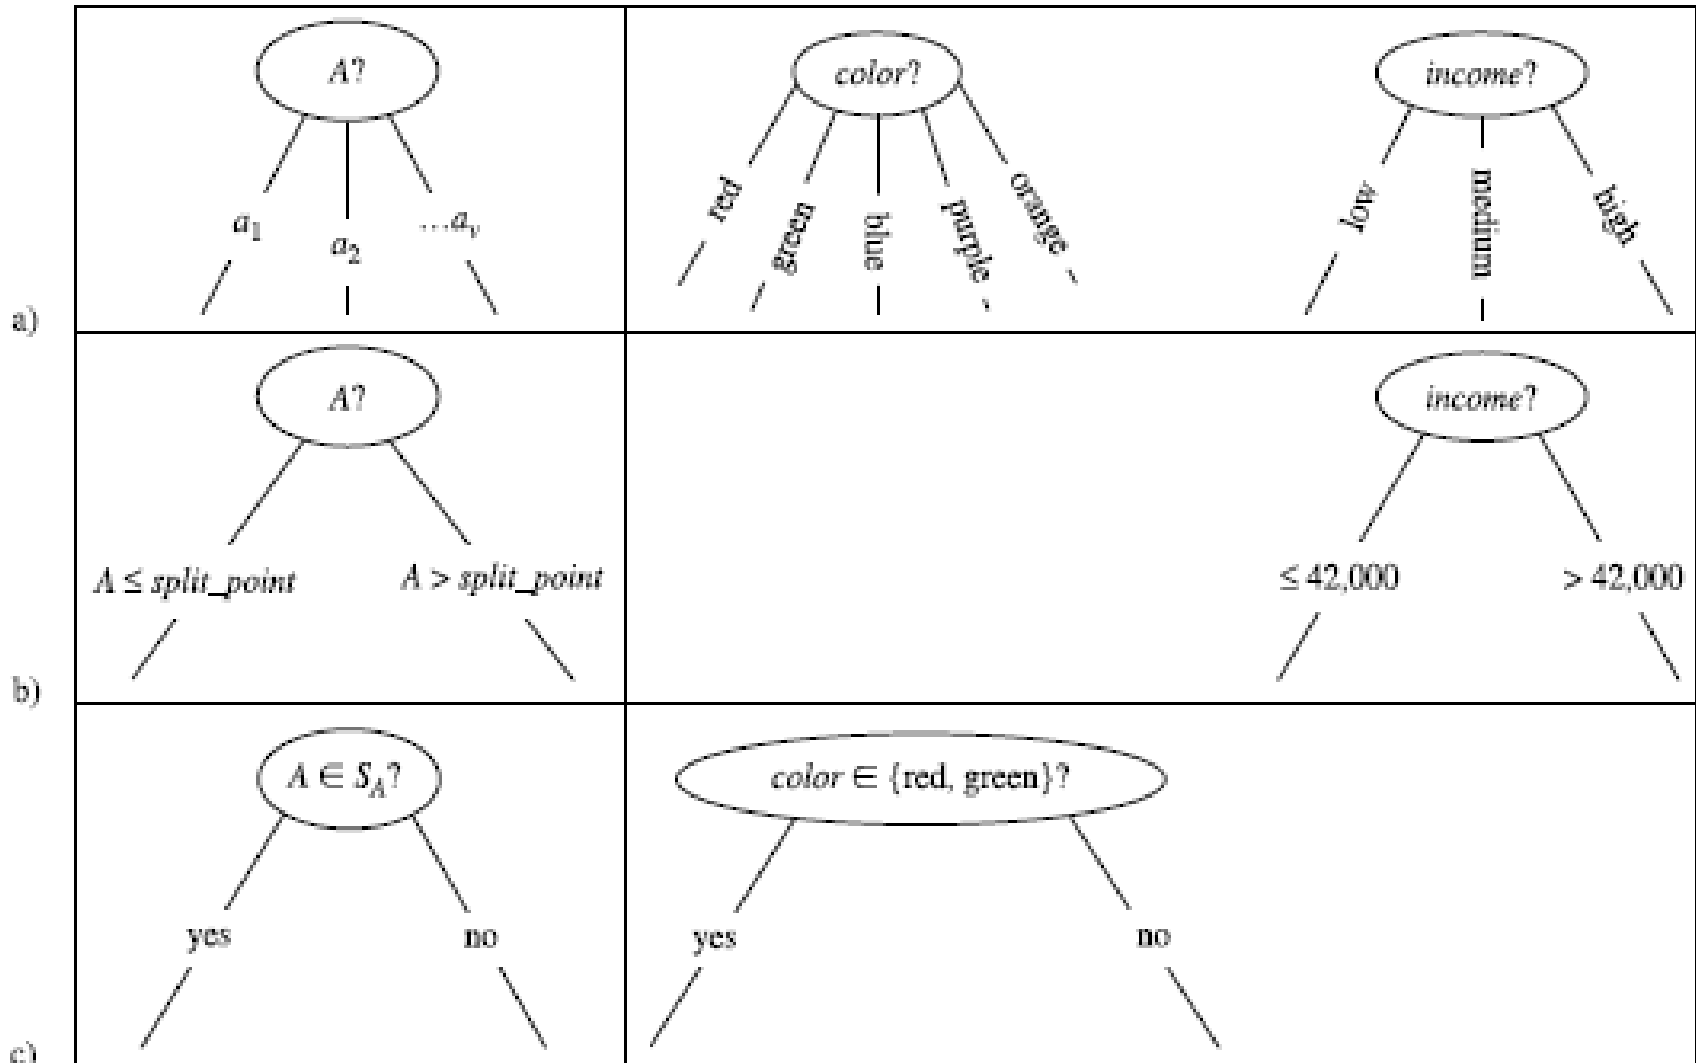 A?
color?
income?
a1
a2
...av
red
green
blue
purple
orange
low
medium
high
a)
A?
income?
A ≤ split_point
A > split_point
≤ 42,000
> 42,000
b)
A ∈ SA?
color ∈ {red, green}?
yes
no
yes
no
c)